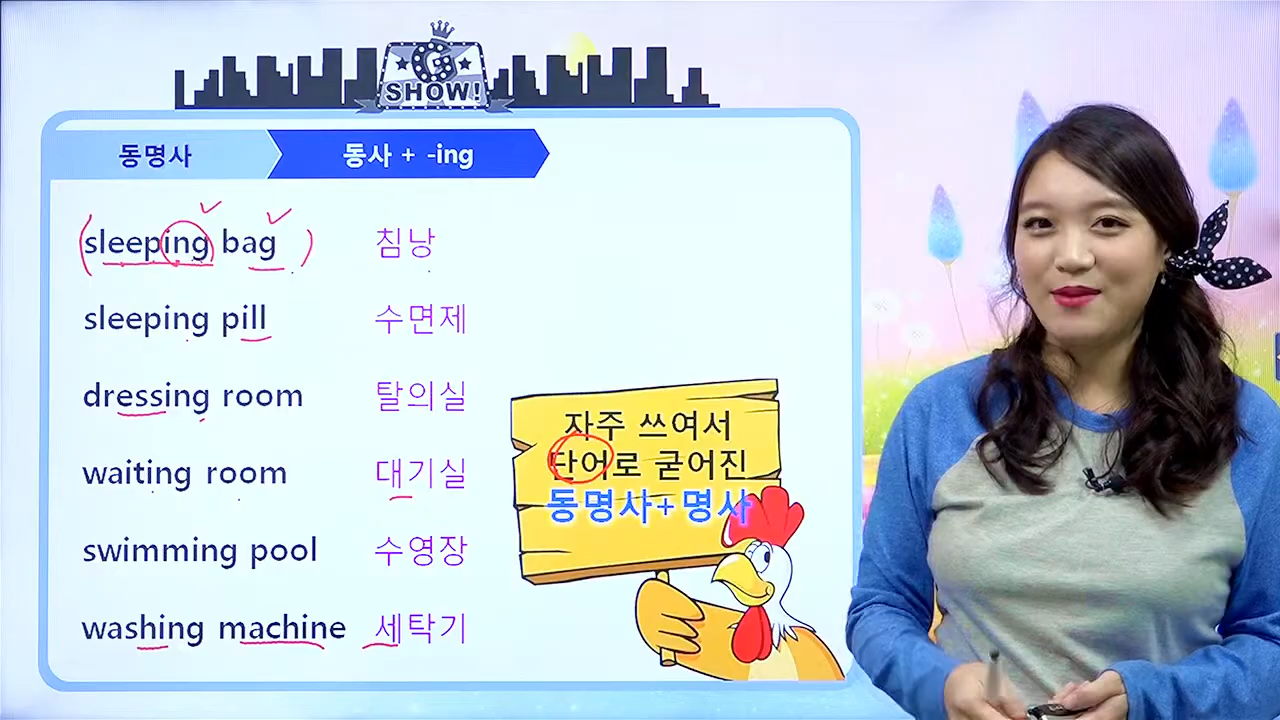 G
SHOW!
동명사 동사 + -ing
sleeping bag 침낭
sleeping pill 수면제
dressing room 탈의실
waiting room 대기실
swimming pool 수영장
washing machine 세탁기
자주 쓰여서
단어로 굳어진
동명사+명사